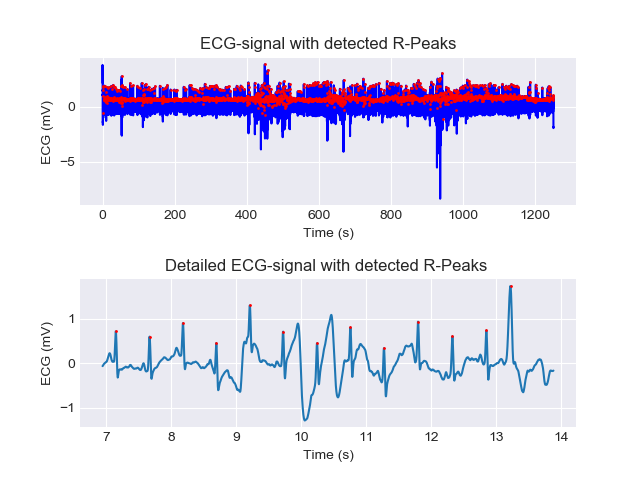 ECG-signal with detected R-Peaks
ECG (mV)
0
−5
0 200 400 600 800 1000 1200
Time (s)
Detailed ECG-signal with detected R-Peaks
ECG (mV)
1
0
−1
7 8 9 10 11 12 13 14
Time (s)